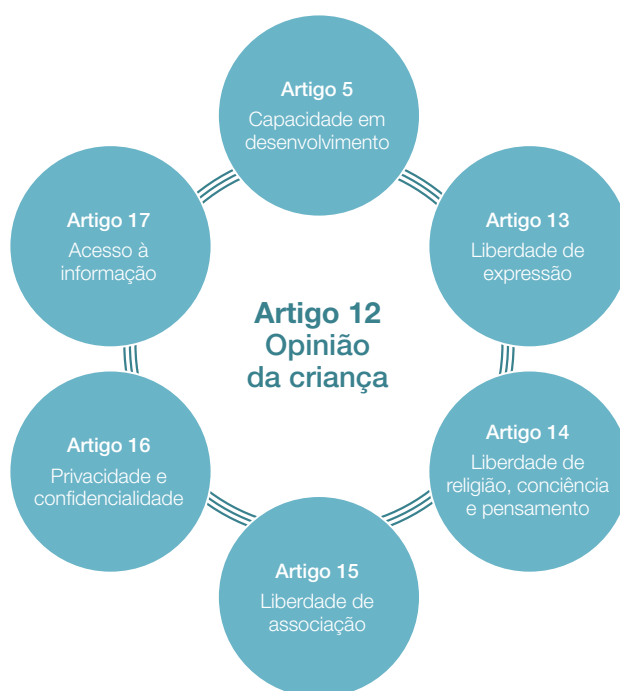 Artigo 5
Capacidade em
desenvolvimento
Artigo 17
Acesso à
informação
Artigo 13
Liberdade de
expressão
Artigo 12
Opinião
da criança
Artigo 16
Privacidade e
confidencialidade
Artigo 14
Liberdade de
religião, conciência
e pensamento
Artigo 15
Liberdade de
associação